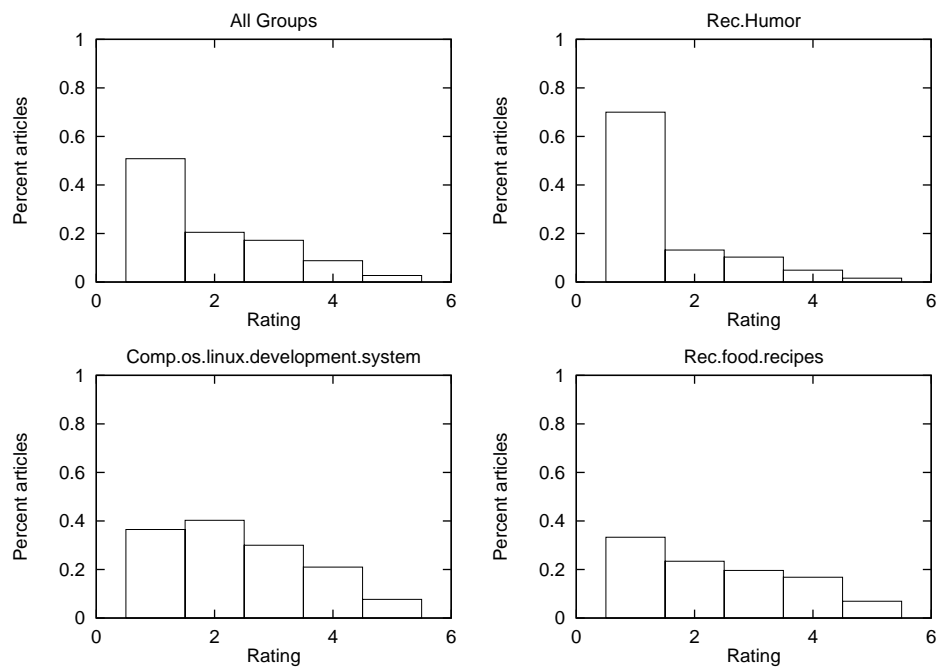 All Groups
1
0.8
0.6
0.4
0.2
0
Percent articles
0 2 4 6
Rating
Rec.Humor
1
0.8
0.6
0.4
0.2
0
Percent articles
0 2 4 6
Rating
Comp.os.linux.development.system
1
0.8
0.6
0.4
0.2
0
Percent articles
0 2 4 6
Rating
Rec.food.recipes
1
0.8
0.6
0.4
0.2
0
Percent articles
0 2 4 6
Rating